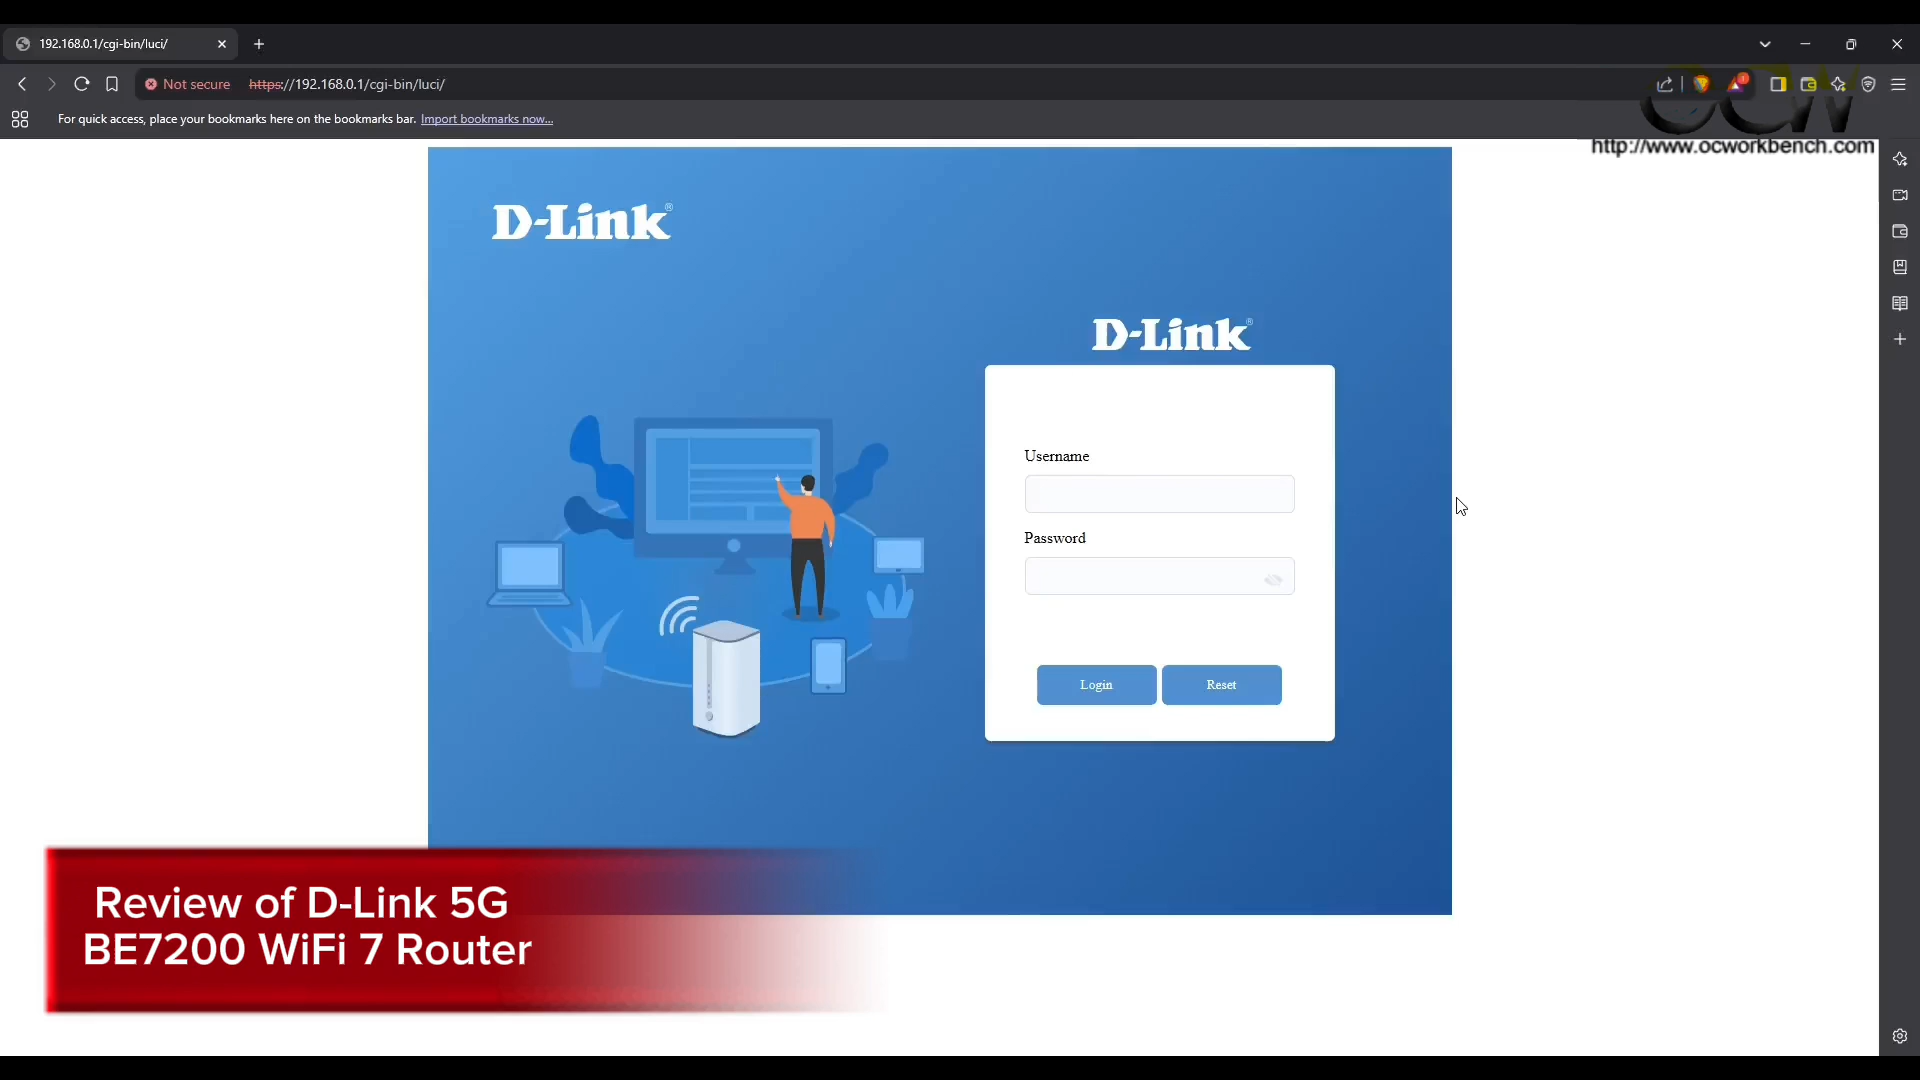 192.168.0.1/cgi-bin/luci/
Not secure https://192.168.0.1/cgi-bin/luci/
For quick access, place your bookmarks here on the bookmarks bar. Import bookmarks now...
OCW
http://www.ocworkbench.com
D-Link®
D-Link®
Username
Password
Login Reset
Review of D-Link 5G
BE7200 WiFi 7 Router